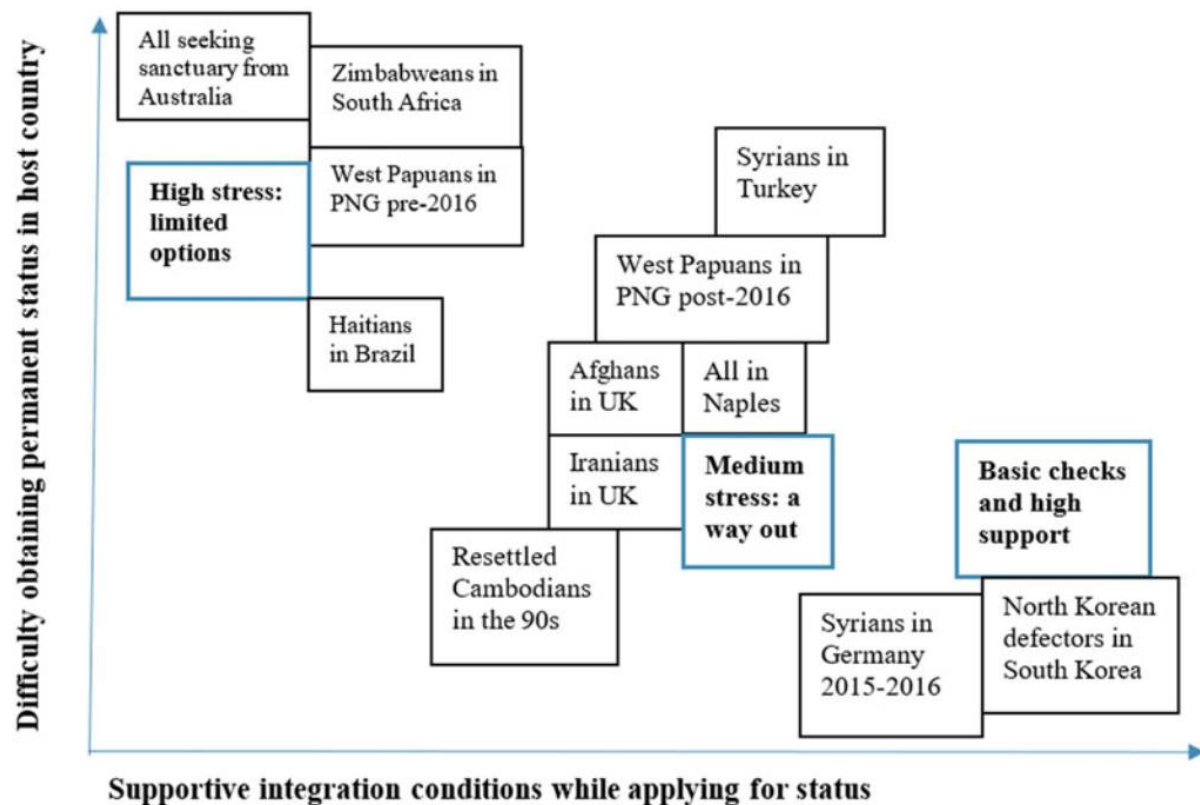 Difficulty obtaining permanent status in host country
All seeking
sanctuary from
Australia
Zimbabweans in
South Africa
High stress:
limited
options
West Papuans in
PNG pre-2016
Haitians
in Brazil
Syrians in
Turkey
West Papuans in
PNG post-2016
Afghans
in UK
All in
Naples
Iranians
in UK
Medium
stress: a
way out
Resettled
Cambodians
in the 90s
Basic checks
and high
support
Syrians in
Germany
2015-2016
North Korean
defectors in
South Korea
Supportive integration conditions while applying for status